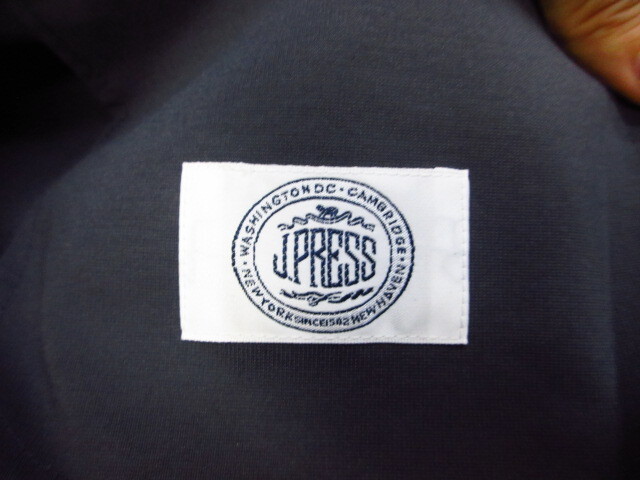 WASHINGTON DC · CAMBRIDGE ·
J.PRESS
· NEW YORK SINCE 1902 NEW HAVEN ·